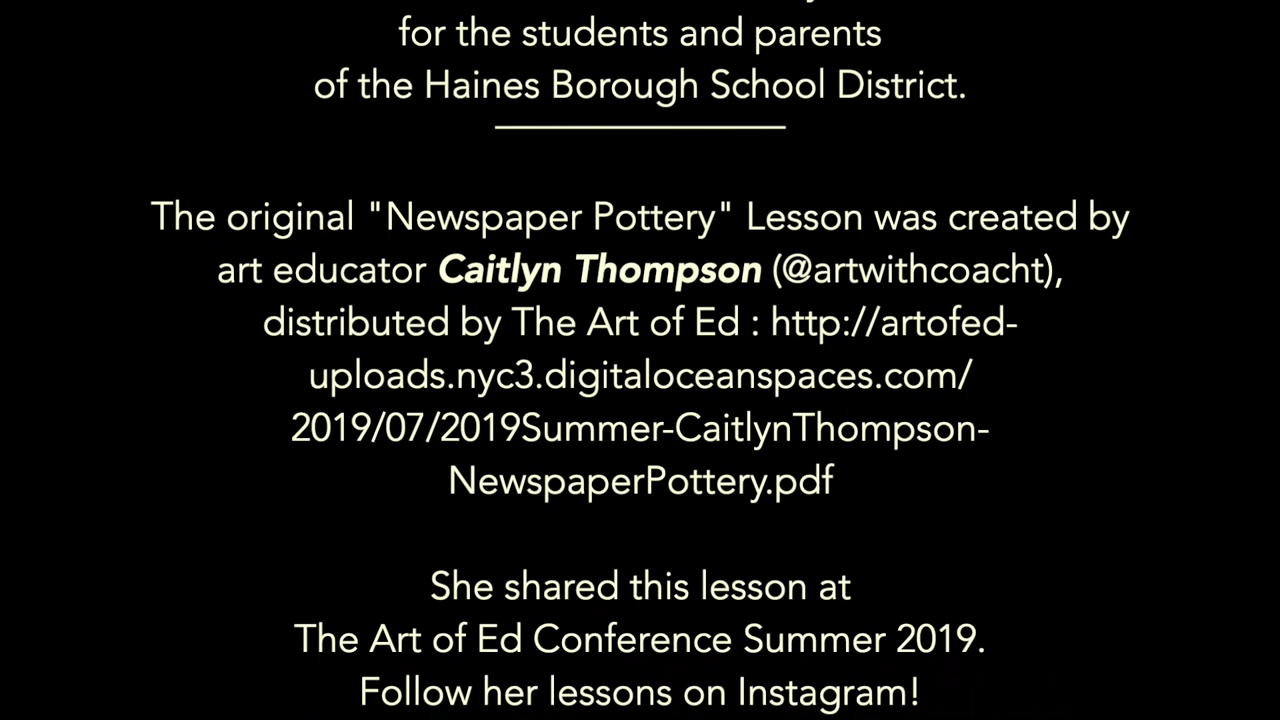 for the students and parents
of the Haines Borough School District.
The original "Newspaper Pottery" Lesson was created by
art educator Caitlyn Thompson (@artwithcoacht),
distributed by The Art of Ed : http://artofed-
uploads.nyc3.digitaloceanspaces.com/
2019/07/2019Summer-CaitlynThompson-
NewspaperPottery.pdf
She shared this lesson at
The Art of Ed Conference Summer 2019.
Follow her lessons on Instagram!